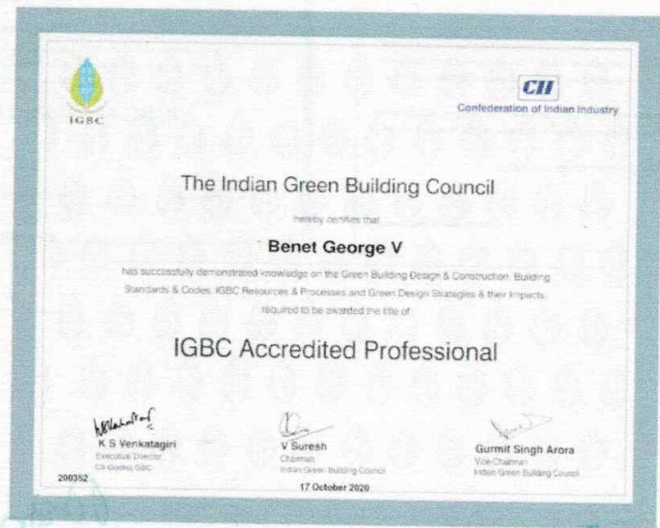 IGBC
CII
Confederation of Indian Industry
The Indian Green Building Council
hereby certifies that
Benet George V
has successfully demonstrated knowledge on the Green Building Design & Construction, Building
Standards & Codes, IGBC Resources & Processes and Green Design Strategies & their Impacts
required to be awarded the title of
IGBC Accredited Professional
K S Venkatagiri
Executive Director
CII-Godrej GBC
V Suresh
Chairman
Indian Green Building Council
Gurmit Singh Arora
Vice-Chairman
Indian Green Building Council
200352
17 October 2020